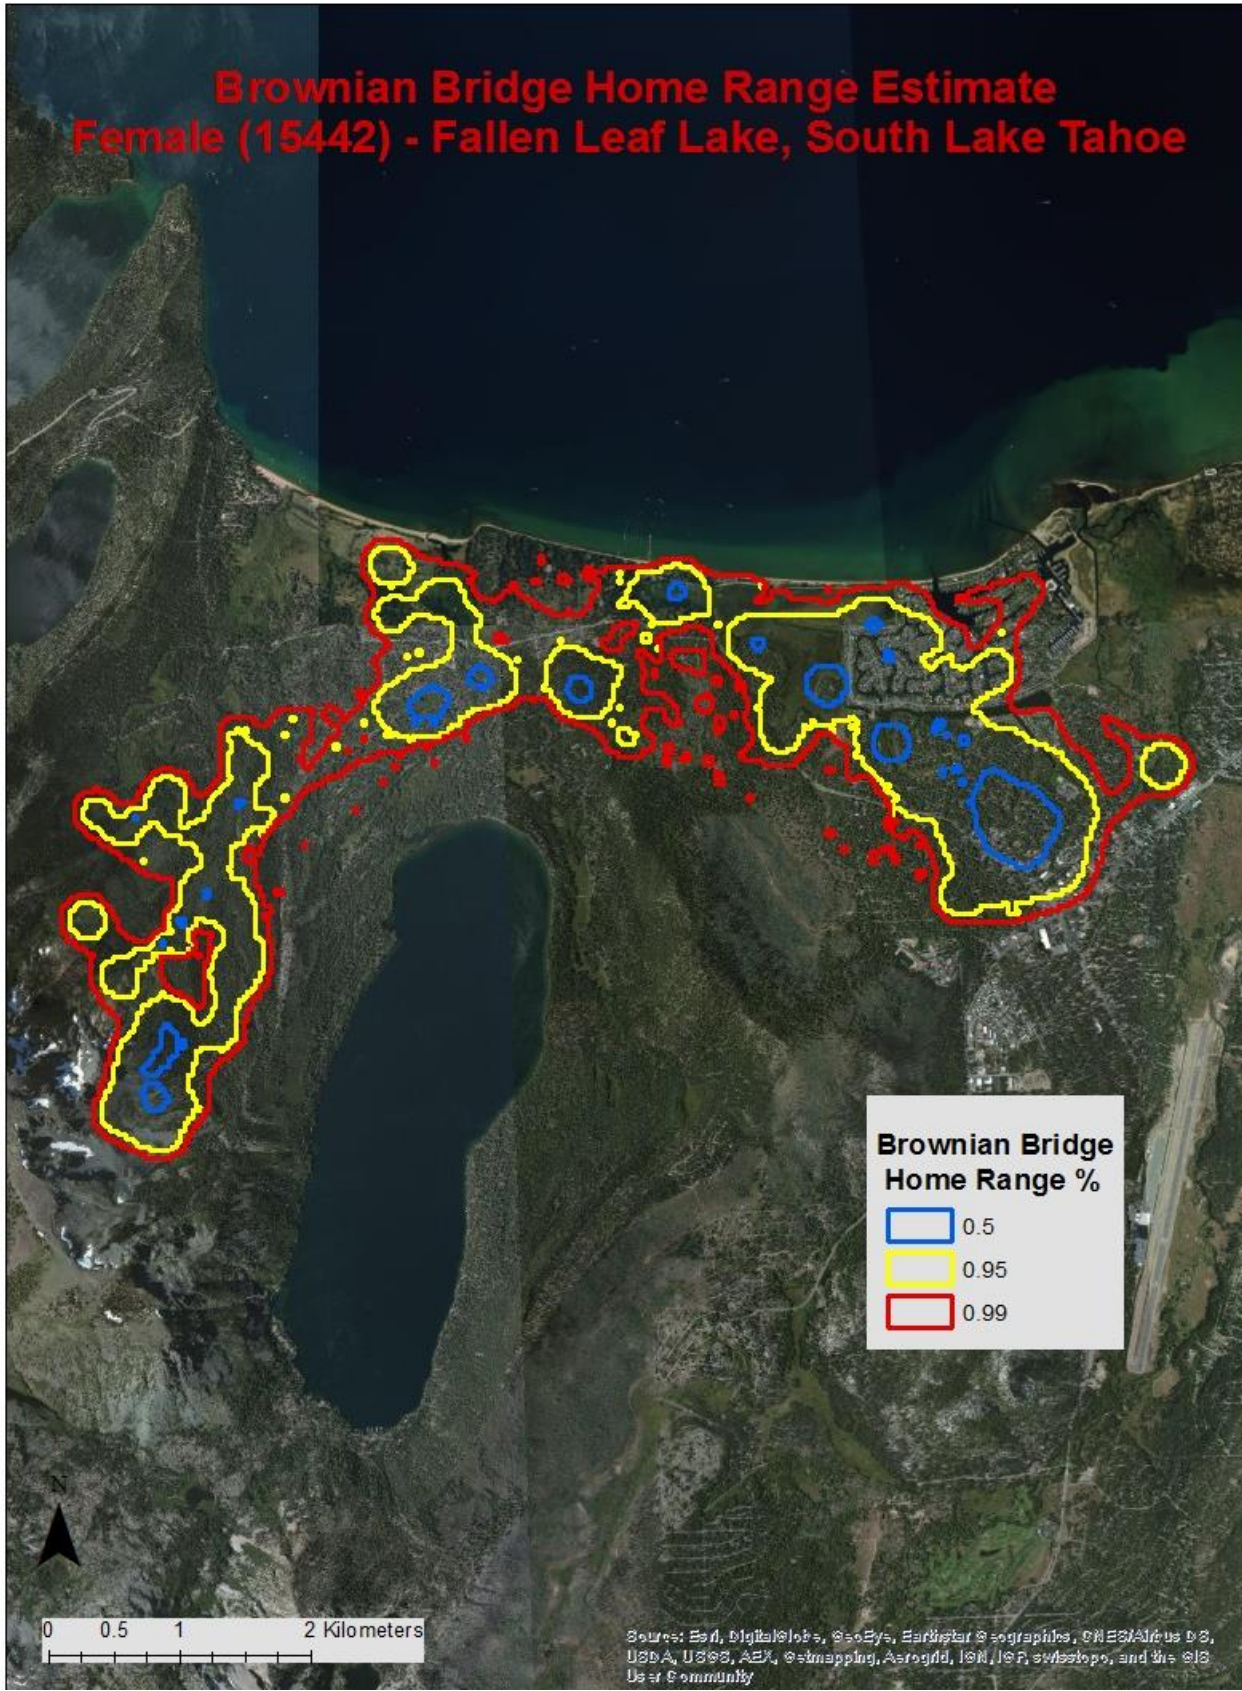 Brownian Bridge Home Range Estimate
Female (15442) - Fallen Leaf Lake, South Lake Tahoe
Brownian Bridge
Home Range %
0.5
0.95
0.99
N
0 0.5 1 2 Kilometers
Source: Esri, DigitalGlobe, GeoEye, Earthstar Geographics, CNES/Airbus DS,
USDA, USGS, AEX, Getmapping, Aerogrid, IGN, IGP, swisstopo, and the GIS
User Community